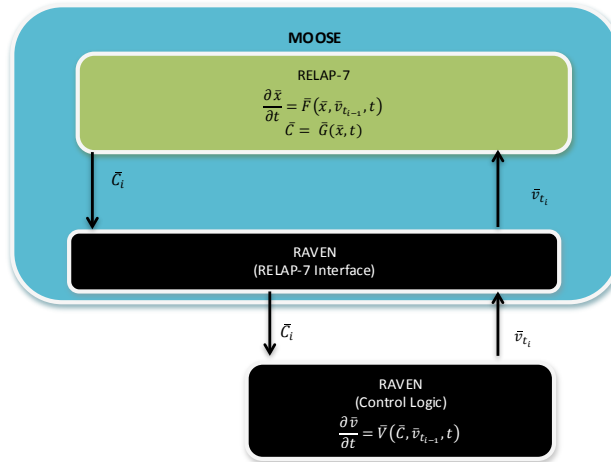 MOOSE
RELAP-7
∂x̄/∂t = F̄(x̄, v̄_{t_{i−1}}, t)
C̄ = Ḡ(x̄, t)
C̄_i
v̄_{t_i}
RAVEN
(RELAP-7 Interface)
C̄_i
v̄_{t_i}
RAVEN
(Control Logic)
∂v̄/∂t = V̄(C̄, v̄_{t_{i−1}}, t)